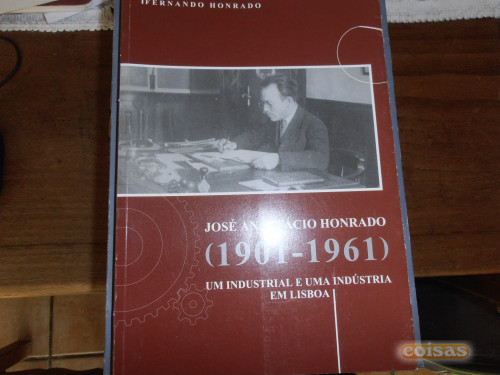 FERNANDO HONRADO
JOSÉ HONRADO
(1901-1961)
UM INDUSTRIAL E UMA INDÚSTRIA
EM LISBOA
coisas